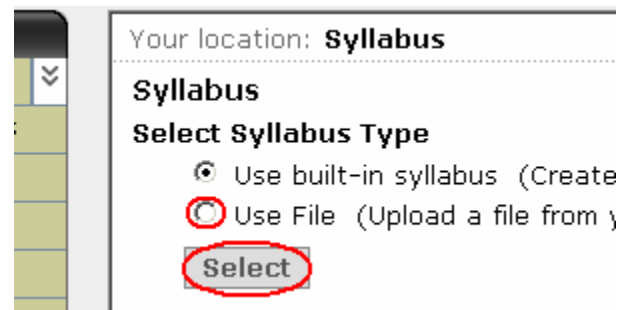 Your location: Syllabus
Syllabus
Select Syllabus Type
Use built-in syllabus (Create
Use File (Upload a file from
Select